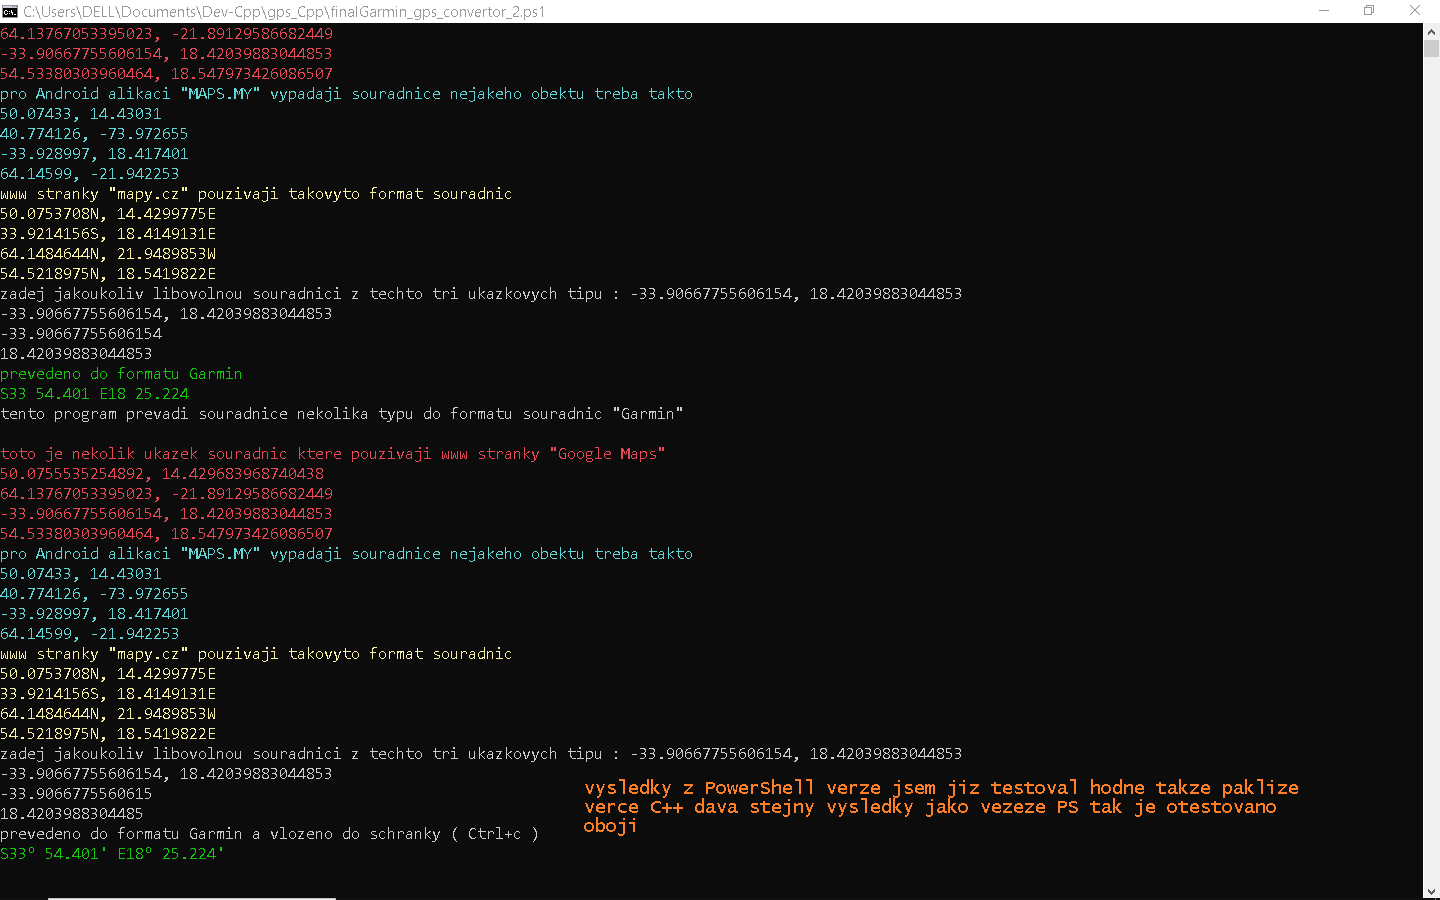 C:\Users\DELL\Documents\Dev-Cpp\gps_Cpp\finalGarmin_gps_convertor_2.ps1
64.13767053395023, -21.89129586682449
-33.90667755606154, 18.42039883044853
54.53380303960464, 18.547973426086507
pro Android alikaci "MAPS.MY" vypadaji souradnice nejakeho obektu treba takto
50.07433, 14.43031
40.774126, -73.972655
-33.928997, 18.417401
64.14599, -21.942253
www stranky "mapy.cz" pouzivaji takovyto format souradnic
50.0753708N, 14.4299775E
33.9214156S, 18.4149131E
64.1484644N, 21.9489853W
54.5218975N, 18.5419822E
zadej jakoukoliv libovolnou souradnici z techto tri ukazkovych tipu : -33.90667755606154, 18.42039883044853
-33.90667755606154, 18.42039883044853
-33.90667755606154
18.42039883044853
prevedeno do formatu Garmin
S33 54.401 E18 25.224
tento program prevadi souradnice nekolika typu do formatu souradnic "Garmin"
toto je nekolik ukazek souradnic ktere pouzivaji www stranky "Google Maps"
50.0755535254892, 14.429683968740438
64.13767053395023, -21.89129586682449
-33.90667755606154, 18.42039883044853
54.53380303960464, 18.547973426086507
pro Android alikaci "MAPS.MY" vypadaji souradnice nejakeho obektu treba takto
50.07433, 14.43031
40.774126, -73.972655
-33.928997, 18.417401
64.14599, -21.942253
www stranky "mapy.cz" pouzivaji takovyto format souradnic
50.0753708N, 14.4299775E
33.9214156S, 18.4149131E
64.1484644N, 21.9489853W
54.5218975N, 18.5419822E
zadej jakoukoliv libovolnou souradnici z techto tri ukazkovych tipu : -33.90667755606154, 18.42039883044853
-33.90667755606154, 18.42039883044853
-33.9066775560615
18.4203988304485
prevedeno do formatu Garmin a vlozeno do schranky ( Ctrl+c )
S33° 54.401' E18° 25.224'
vysledky z PowerShell verze jsem jiz testoval hodne takze paklize
verce C++ dava stejny vysledky jako vezeze PS tak je otestovano
oboji